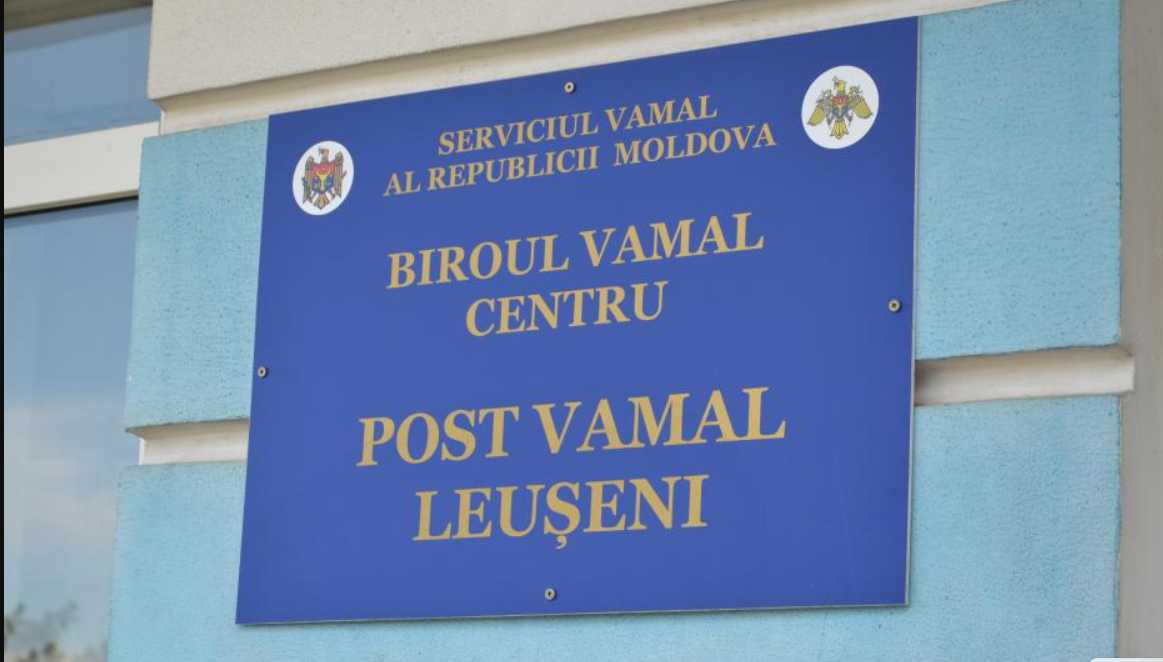 SERVICIUL VAMAL
AL REPUBLICII MOLDOVA
BIROUL VAMAL
CENTRU
POST VAMAL
LEUȘENI